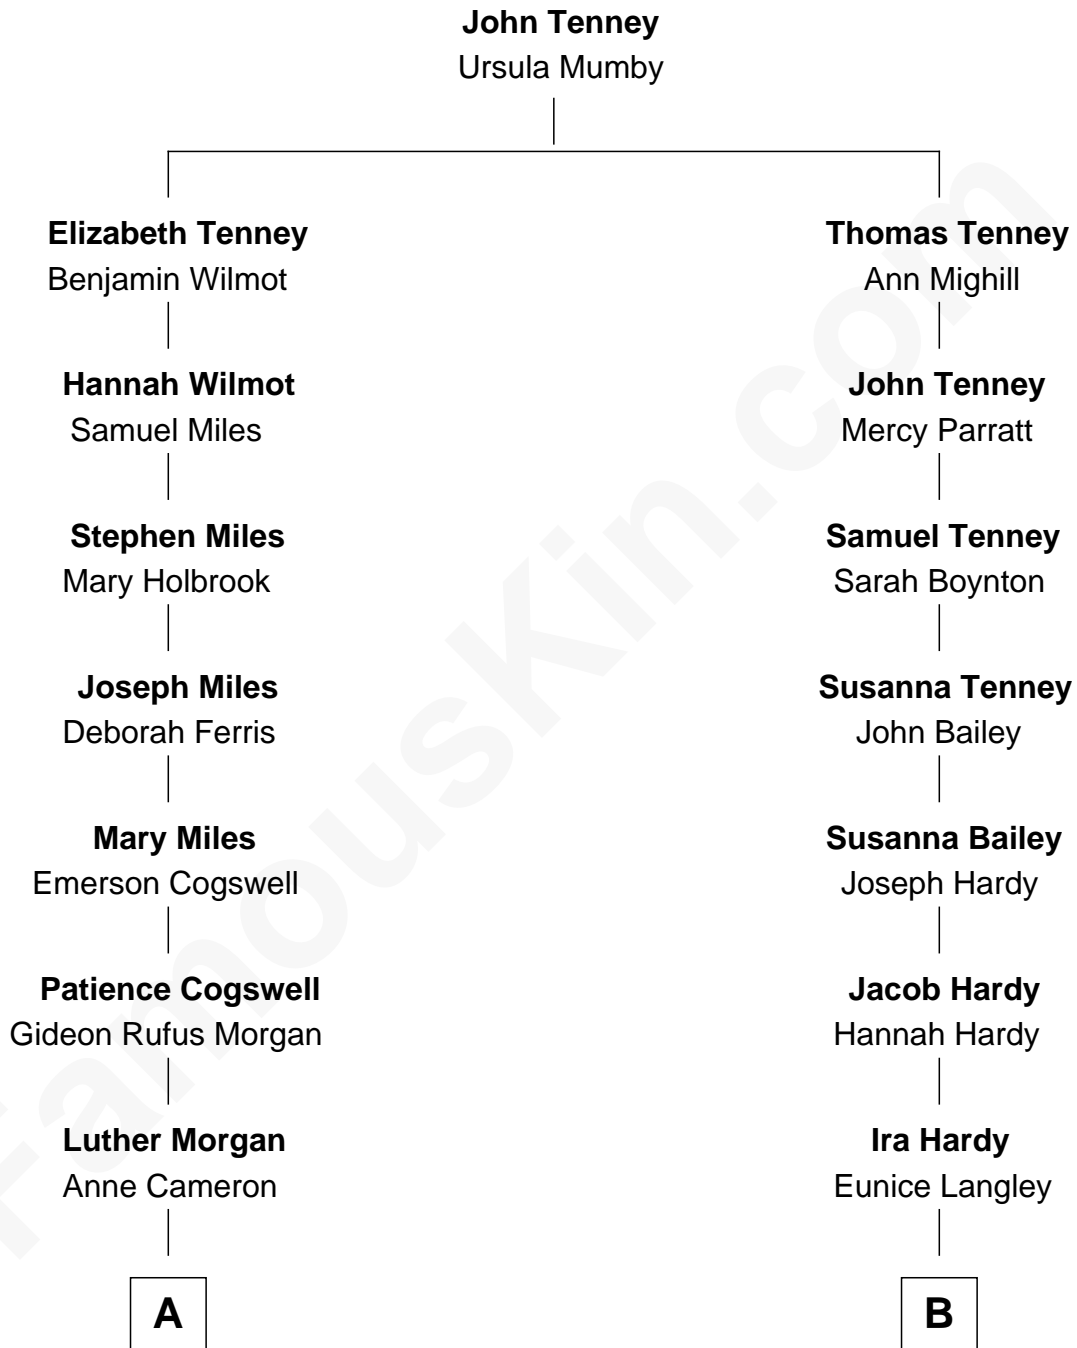 John Tenney
Ursula Mumby
Elizabeth Tenney
Benjamin Wilmot
Thomas Tenney
Ann Mighill
Hannah Wilmot
Samuel Miles
John Tenney
Mercy Parratt
Stephen Miles
Mary Holbrook
Samuel Tenney
Sarah Boynton
Joseph Miles
Deborah Ferris
Susanna Tenney
John Bailey
Mary Miles
Emerson Cogswell
Susanna Bailey
Joseph Hardy
Patience Cogswell
Gideon Rufus Morgan
Jacob Hardy
Hannah Hardy
Luther Morgan
Anne Cameron
Ira Hardy
Eunice Langley
A
B
FamousKin.com